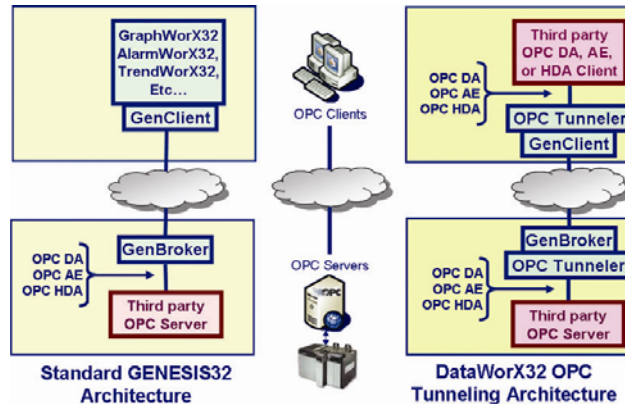 GraphWorX32
AlarmWorX32,
TrendWorX32,
Etc...
GenClient
GenBroker
OPC DA
OPC AE
OPC HDA
Third party
OPC Server
Standard GENESIS32
Architecture
OPC Clients
OPC Servers
OPC
Third party
OPC DA, AE,
or HDA Client
OPC DA
OPC AE
OPC HDA
OPC Tunneler
GenClient
GenBroker
OPC Tunneler
OPC DA
OPC AE
OPC HDA
Third party
OPC Server
DataWorX32 OPC
Tunneling Architecture